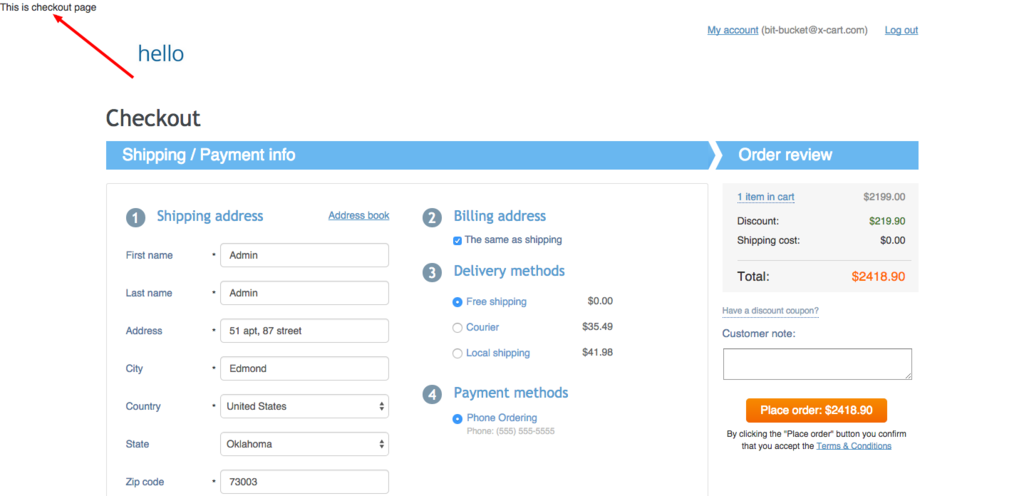 This is checkout page
My account (bit-bucket@x-cart.com) Log out
hello
Checkout
Shipping / Payment info
Order review
1 Shipping address Address book
First name • Admin
Last name • Admin
Address • 51 apt, 87 street
City • Edmond
Country • United States
State Oklahoma
Zip code • 73003
2 Billing address
The same as shipping
3 Delivery methods
Free shipping $0.00
Courier $35.49
Local shipping $41.98
4 Payment methods
Phone Ordering
Phone: (555) 555-5555
1 item in cart $2199.00
Discount: $219.90
Shipping cost: $0.00
Total: $2418.90
Have a discount coupon?
Customer note:
Place order: $2418.90
By clicking the "Place order" button you confirm
that you accept the Terms & Conditions